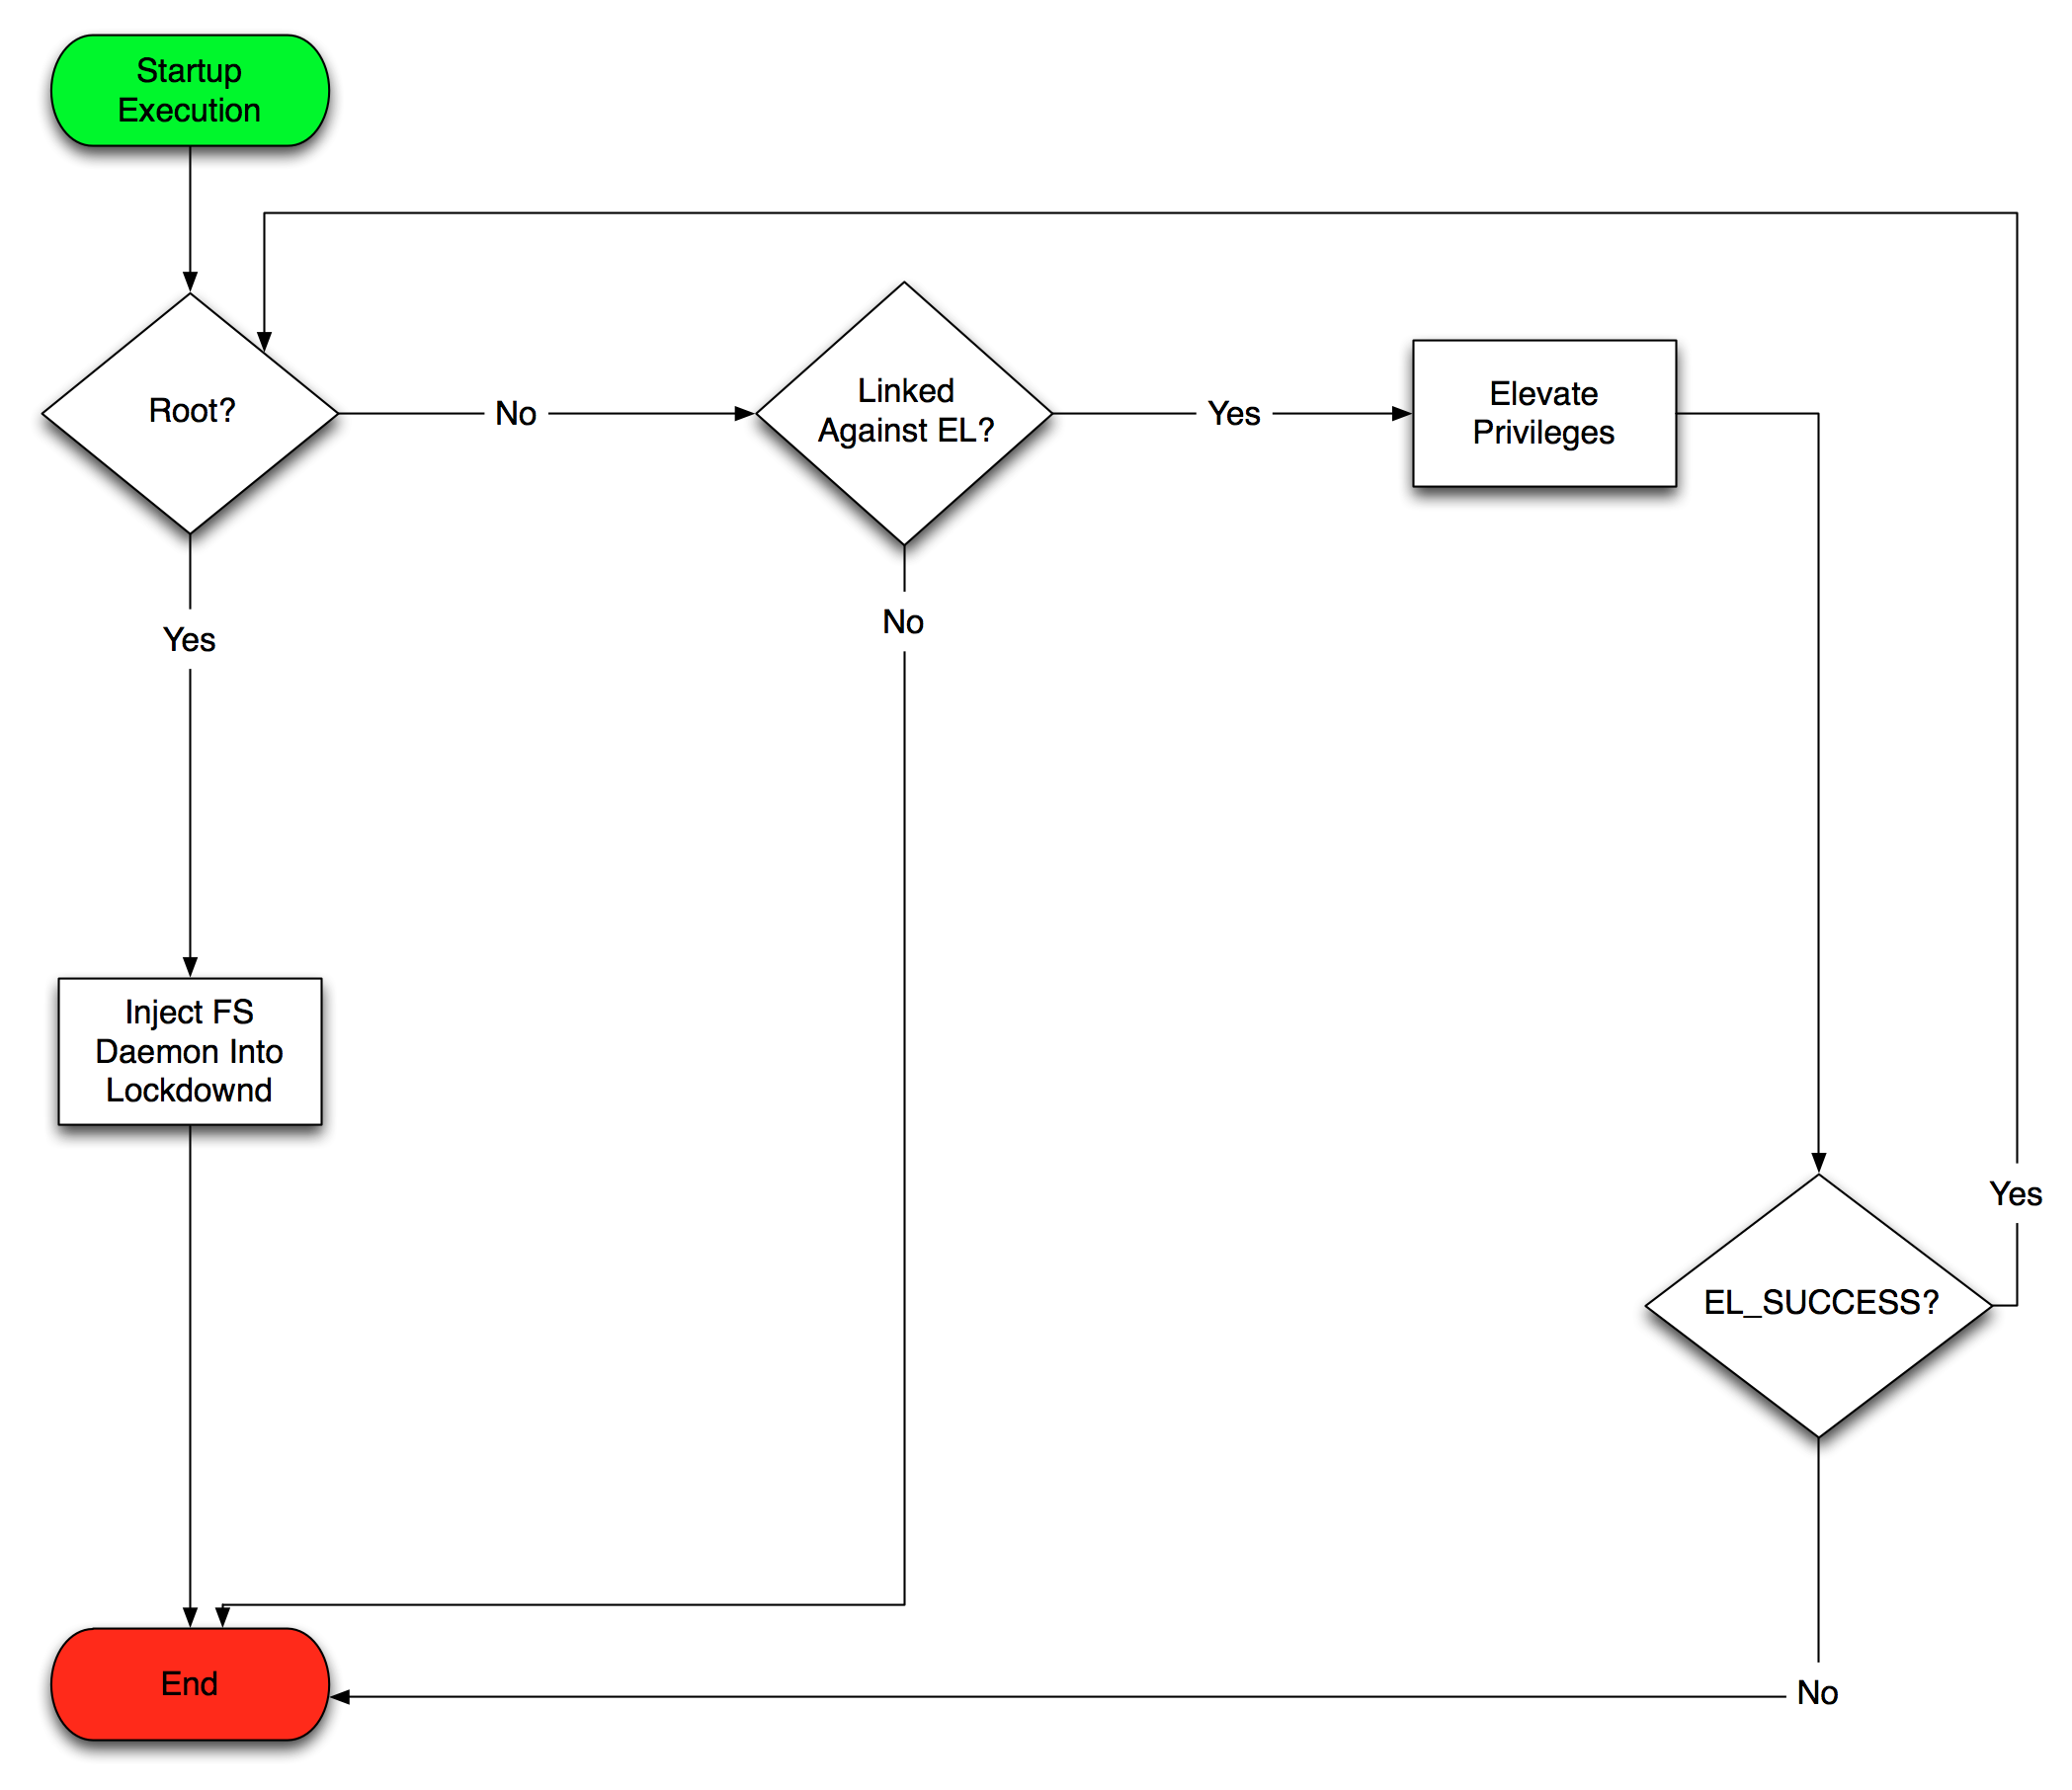 Startup
Execution
Root?
No
Linked
Against EL?
Yes
Elevate
Privileges
Yes
No
Inject FS
Daemon Into
Lockdownd
Yes
EL_SUCCESS?
End
No